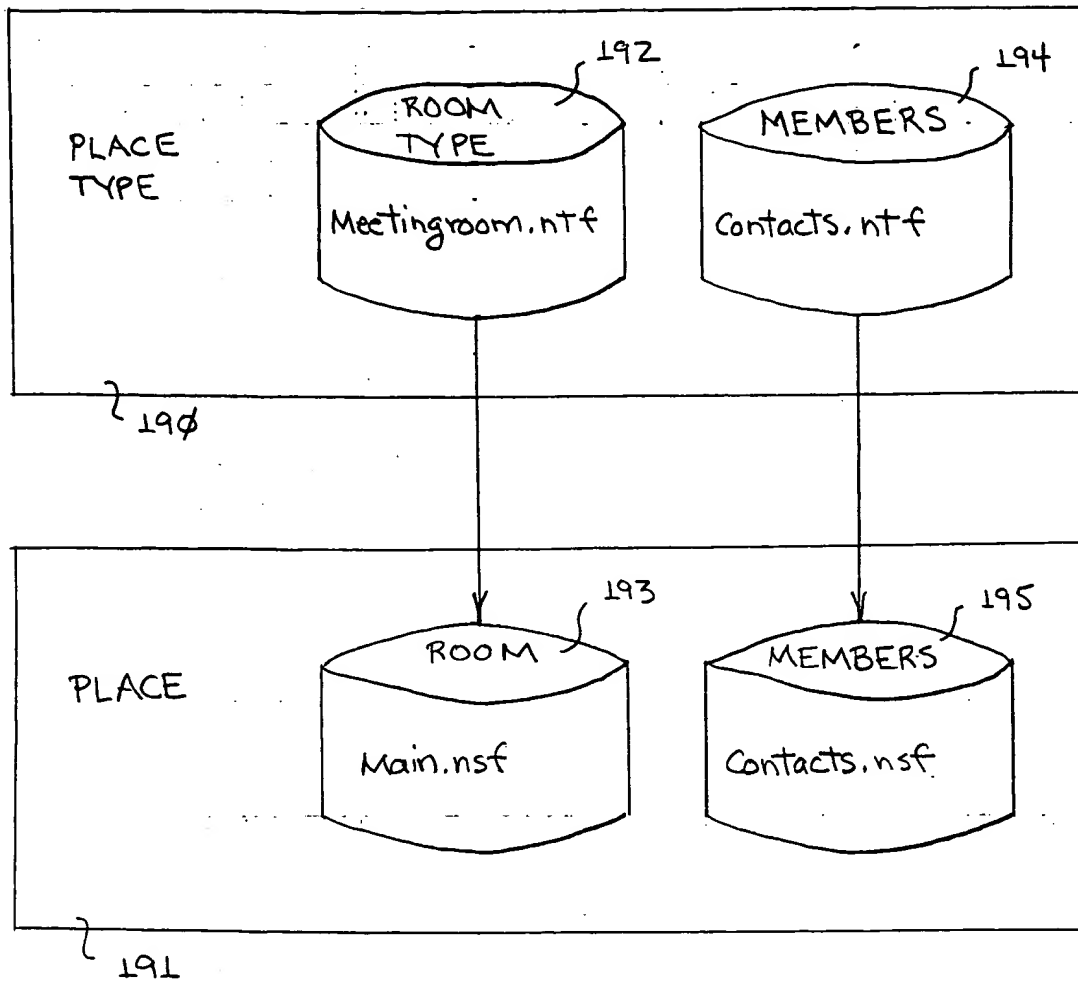 192
194
ROOM
TYPE
MEMBERS
PLACE
TYPE
Meetingroom.ntf
Contacts.ntf
190
193
195
ROOM
MEMBERS
PLACE
Main.nsf
Contacts.nsf
191